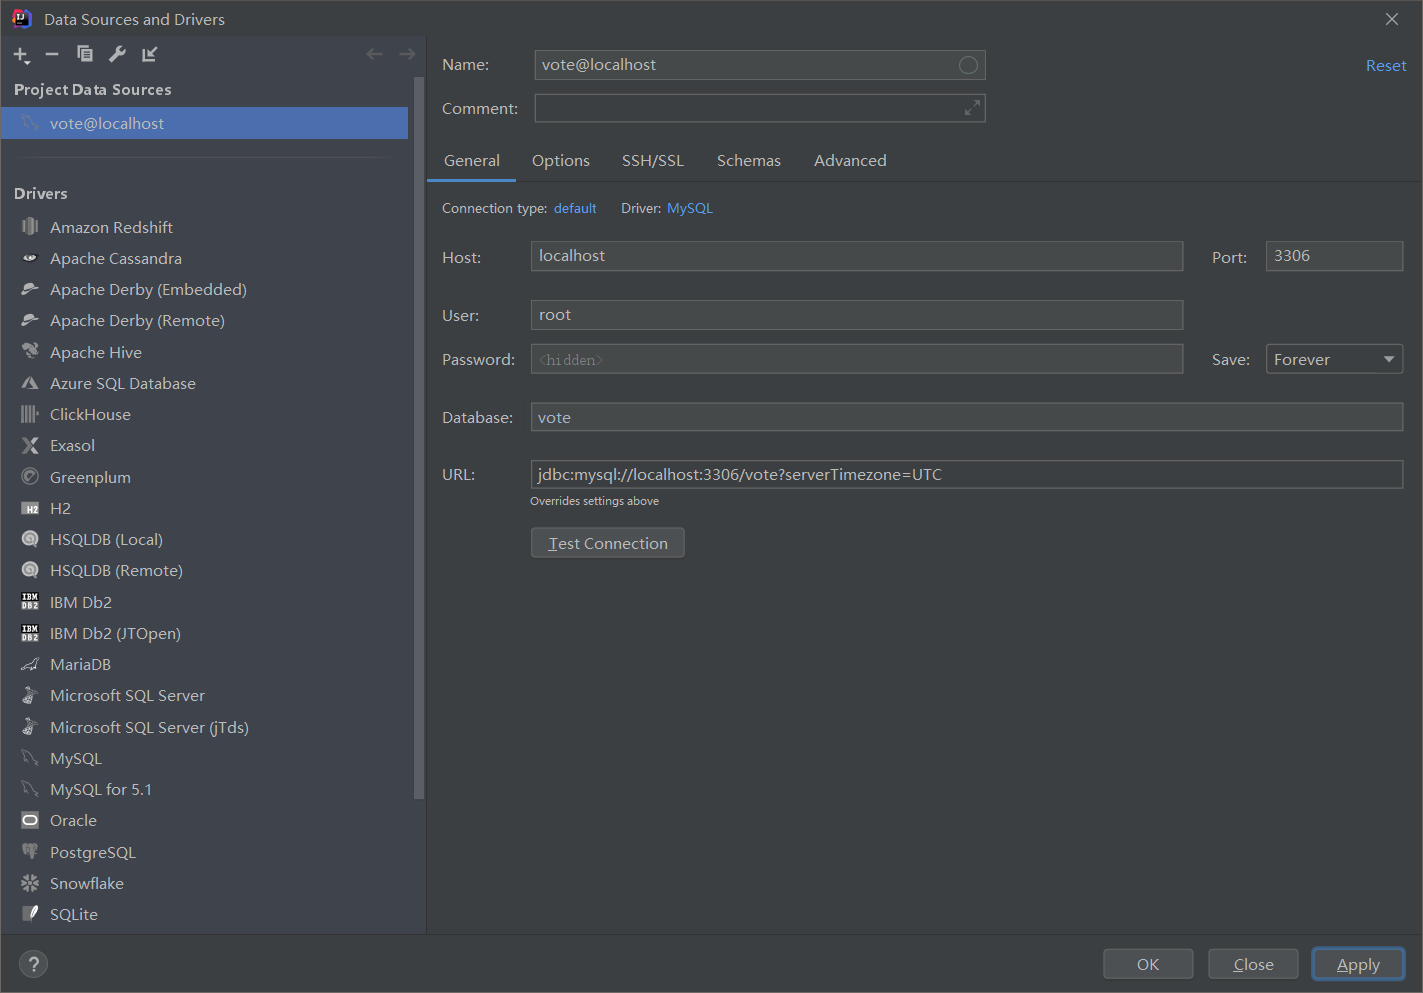 Data Sources and Drivers
Project Data Sources
vote@localhost
Drivers
Amazon Redshift
Apache Cassandra
Apache Derby (Embedded)
Apache Derby (Remote)
Apache Hive
Azure SQL Database
ClickHouse
Exasol
Greenplum
H2
HSQLDB (Local)
HSQLDB (Remote)
IBM Db2
IBM Db2 (JTOpen)
MariaDB
Microsoft SQL Server
Microsoft SQL Server (jTds)
MySQL
MySQL for 5.1
Oracle
PostgreSQL
Snowflake
SQLite
Name: vote@localhost
Reset
Comment:
General Options SSH/SSL Schemas Advanced
Connection type: default Driver: MySQL
Host: localhost Port: 3306
User: root
Password: <hidden> Save: Forever
Database: vote
URL: jdbc:mysql://localhost:3306/vote?serverTimezone=UTC
Overrides settings above
Test Connection
? OK Close Apply